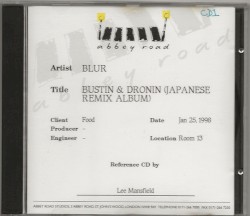 CD1
abbey road
Artist BLUR
Title BUSTIN & DRONIN (JAPANESE
REMIX ALBUM)
Client Food Date Jan 25 1998
Producer -
Engineer - Location Room 13
Reference CD by
Lee Mansfield